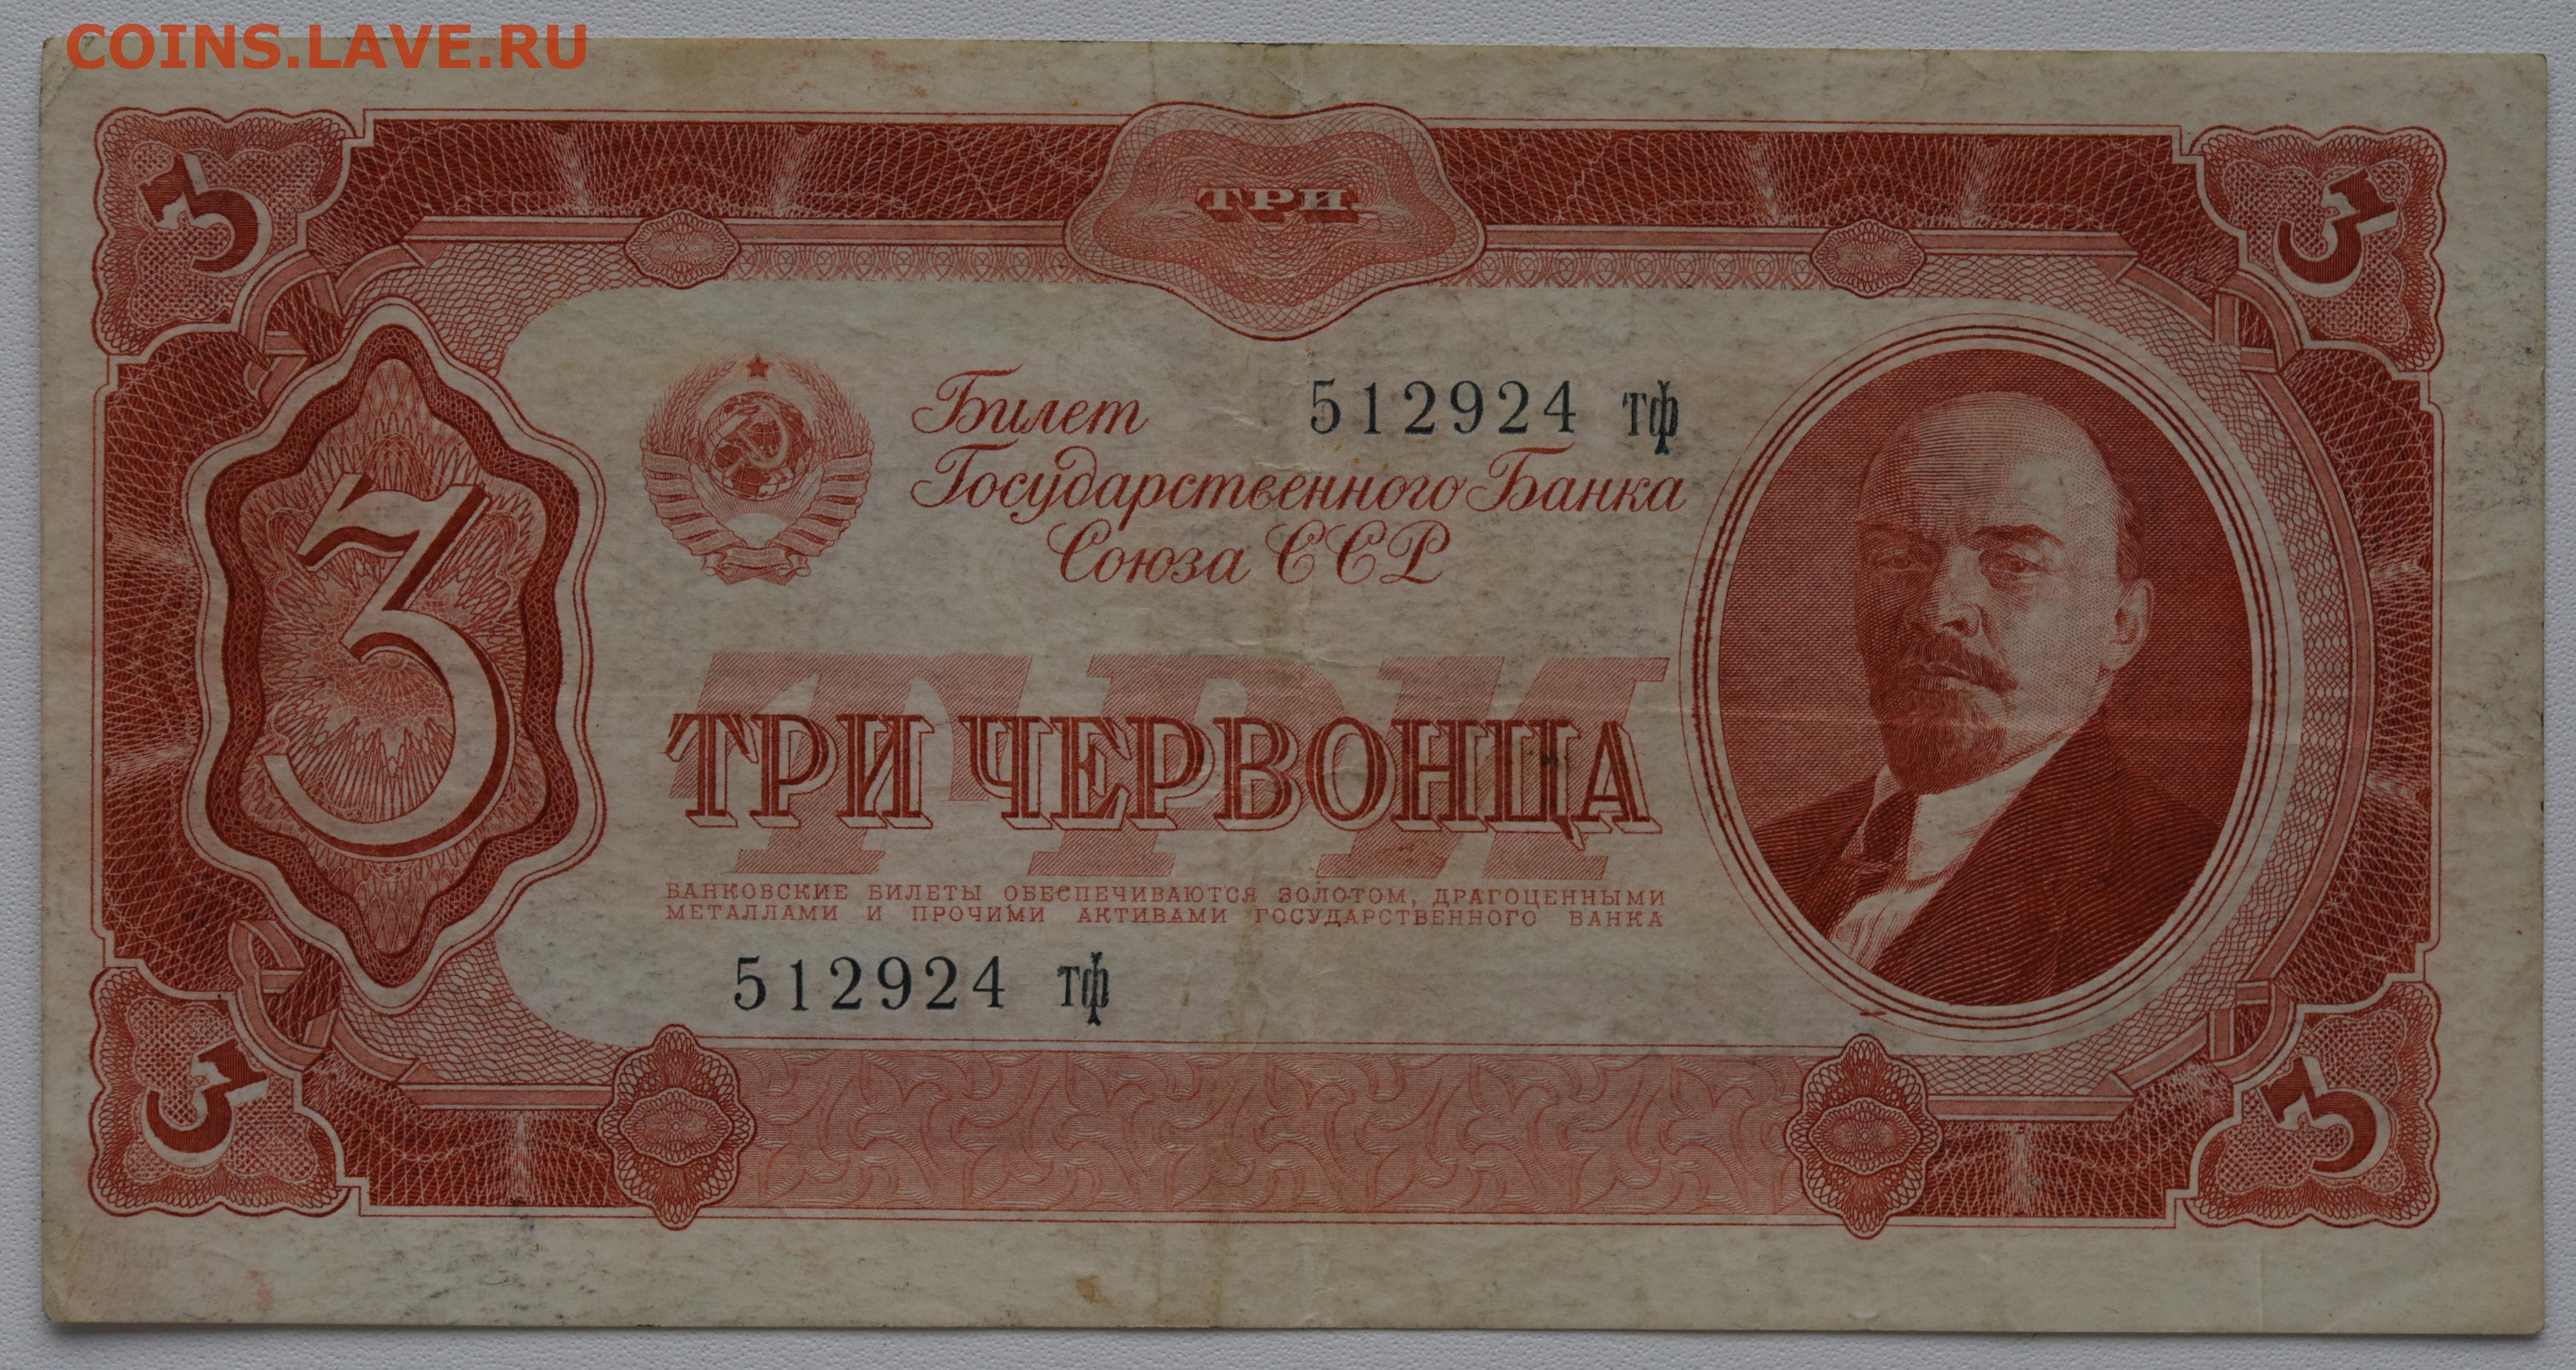 COINS.LAVE.RU
3 ТРИ 3
Билет 512924 тф
Государственного Банка
Союза ССР
3
ТРИ
ТРИ ЧЕРВОНЦА
БАНКОВСКИЕ БИЛЕТЫ ОБЕСПЕЧИВАЮТСЯ ЗОЛОТОМ, ДРАГОЦЕННЫМИ
МЕТАЛЛАМИ И ПРОЧИМИ АКТИВАМИ ГОСУДАРСТВЕННОГО БАНКА
512924 тф
3 3